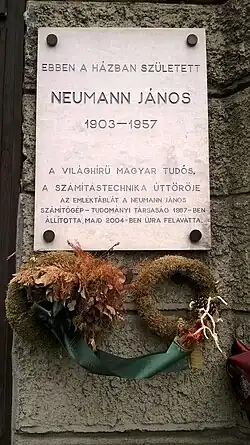 EBBEN A HÁZBAN SZÜLETETT
NEUMANN JÁNOS
1903–1957
A VILÁGHÍRŰ MAGYAR TUDÓS,
A SZÁMÍTÁSTECHNIKA ÚTTÖRŐJE
AZ EMLÉKTÁBLÁT A NEUMANN JÁNOS
SZÁMÍTÓGÉP–TUDOMÁNYI TÁRSASÁG 1987–BEN
ÁLLÍTOTTA, MAJD 2004–BEN ÚJRA FELAVATTA.